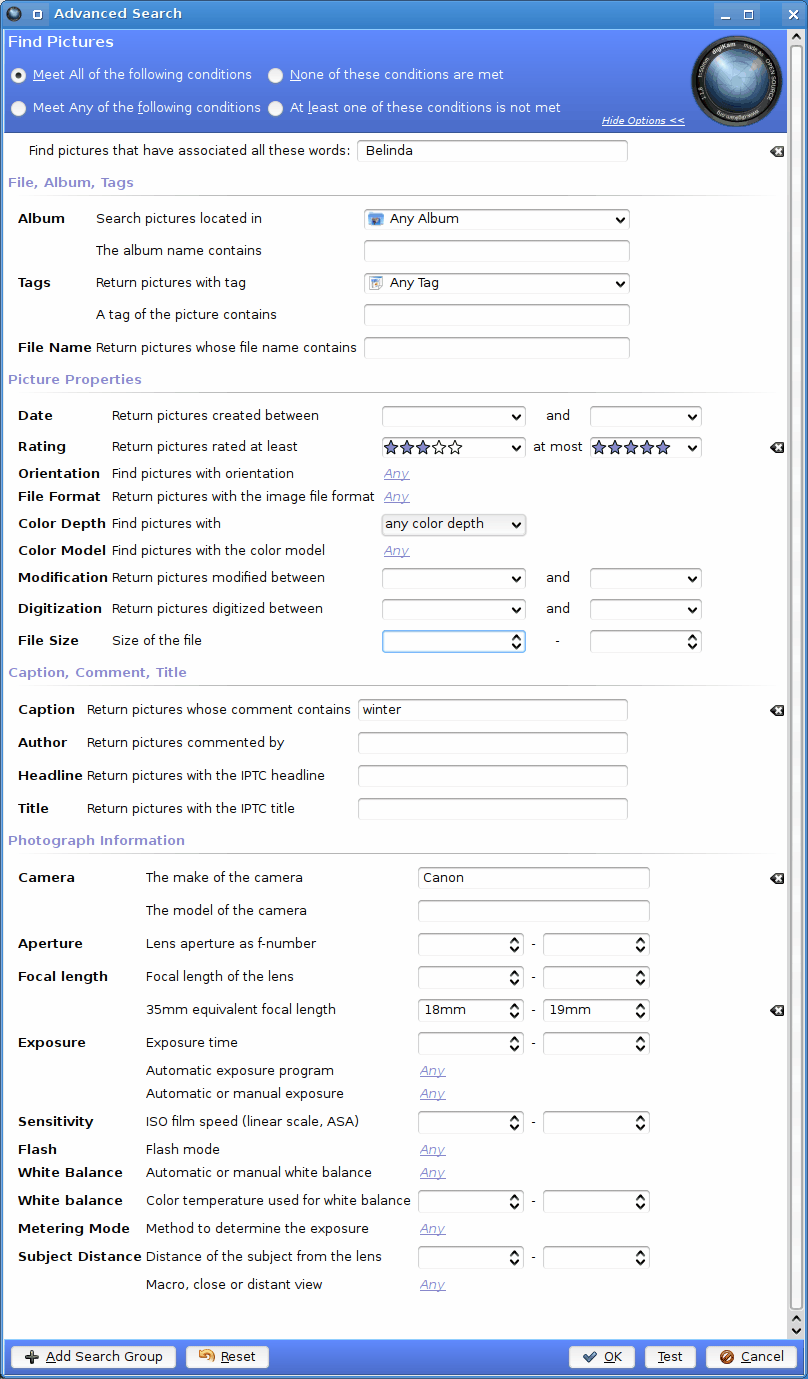 Advanced Search
Find Pictures
Meet All of the following conditions None of these conditions are met
Meet Any of the following conditions At least one of these conditions is not met
Hide Options <<
digiKam made as OPEN SOURCE www.digikam.org
Find pictures that have associated all these words: Belinda
File, Album, Tags
Album Search pictures located in Any Album
The album name contains
Tags Return pictures with tag Any Tag
A tag of the picture contains
File Name Return pictures whose file name contains
Picture Properties
Date Return pictures created between and
Rating Return pictures rated at least at most
Orientation Find pictures with orientation Any
File Format Return pictures with the image file format Any
Color Depth Find pictures with any color depth
Color Model Find pictures with the color model Any
Modification Return pictures modified between and
Digitization Return pictures digitized between and
File Size Size of the file -
Caption, Comment, Title
Caption Return pictures whose comment contains winter
Author Return pictures commented by
Headline Return pictures with the IPTC headline
Title Return pictures with the IPTC title
Photograph Information
Camera The make of the camera Canon
The model of the camera
Aperture Lens aperture as f-number -
Focal length Focal length of the lens -
35mm equivalent focal length 18mm - 19mm
Exposure Exposure time -
Automatic exposure program Any
Automatic or manual exposure Any
Sensitivity ISO film speed (linear scale, ASA) -
Flash Flash mode Any
White Balance Automatic or manual white balance Any
White balance Color temperature used for white balance -
Metering Mode Method to determine the exposure Any
Subject Distance Distance of the subject from the lens -
Macro, close or distant view Any
Add Search Group Reset OK Test Cancel